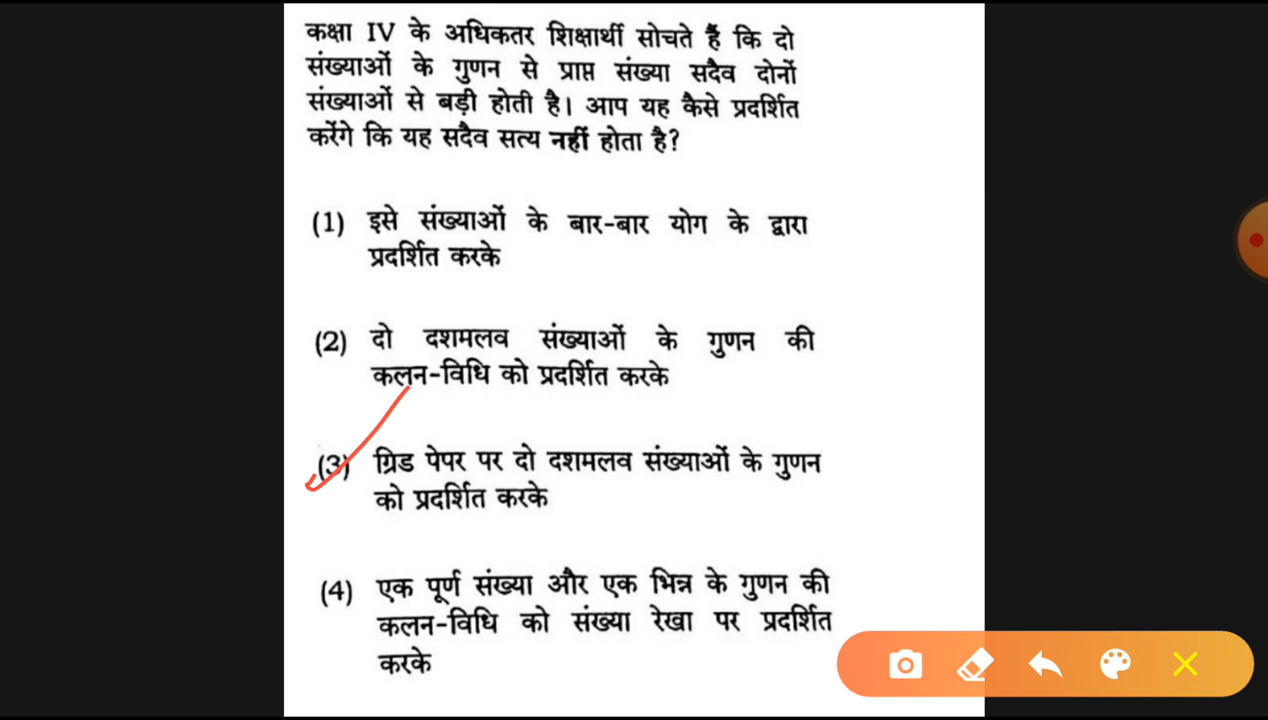 कक्षा IV के अधिकतर शिक्षार्थी सोचते हैं कि दो
संख्याओं के गुणन से प्राप्त संख्या सदैव दोनों
संख्याओं से बड़ी होती है। आप यह कैसे प्रदर्शित
करेंगे कि यह सदैव सत्य नहीं होता है?
(1) इसे संख्याओं के बार-बार योग के द्वारा
प्रदर्शित करके
(2) दो दशमलव संख्याओं के गुणन की
कलन-विधि को प्रदर्शित करके
(3) ग्रिड पेपर पर दो दशमलव संख्याओं के गुणन
को प्रदर्शित करके
(4) एक पूर्ण संख्या और एक भिन्न के गुणन की
कलन-विधि को संख्या रेखा पर प्रदर्शित
करके